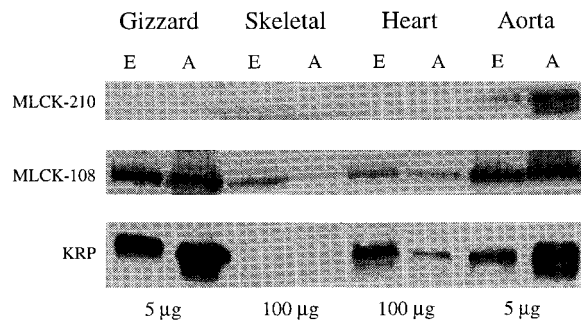 Gizzard Skeletal Heart Aorta
E A E A E A E A
MLCK-210
MLCK-108
KRP
5 µg 100 µg 100 µg 5 µg